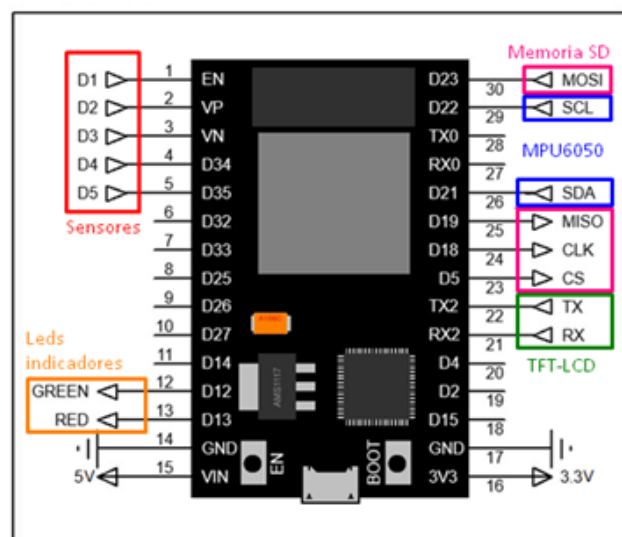 Memoria SD
D1 1 EN D23 30 MOSI
D2 2 VP D22 29 SCL
D3 3 VN TX0 28
D4 4 D34 RX0 27 MPU6050
D5 5 D35 D21 26 SDA
Sensores 6 D32 D19 25 MISO
7 D33 D18 24 CLK
8 D25 D5 23 CS
9 D26 TX2 22 TX
10 D27 RX2 21 RX
Leds
indicadores
11 D14 D4 20 TFT-LCD
AMS1117
GREEN 12 D12 D2 19
RED 13 D13 D15 18
14 GND EN BOOT GND 17
5V 15 VIN 3V3 16 3.3V